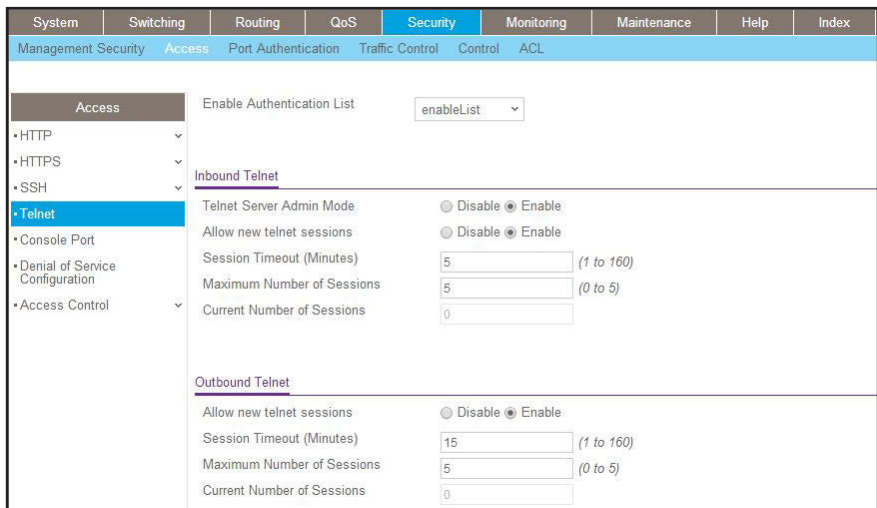 System Switching Routing QoS Security Monitoring Maintenance Help Index
Management Security Access Port Authentication Traffic Control Control ACL
Access
HTTP
HTTPS
SSH
Telnet
Console Port
Denial of Service
Configuration
Access Control
Enable Authentication List enableList
Inbound Telnet
Telnet Server Admin Mode Disable Enable
Allow new telnet sessions Disable Enable
Session Timeout (Minutes) 5 (1 to 160)
Maximum Number of Sessions 5 (0 to 5)
Current Number of Sessions 0
Outbound Telnet
Allow new telnet sessions Disable Enable
Session Timeout (Minutes) 15 (1 to 160)
Maximum Number of Sessions 5 (0 to 5)
Current Number of Sessions 0